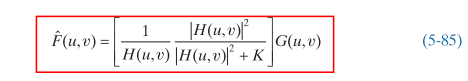 F̂(u,v) = [ 1/H(u,v) |H(u,v)|²/(|H(u,v)|² + K) ] G(u,v) (5-85)